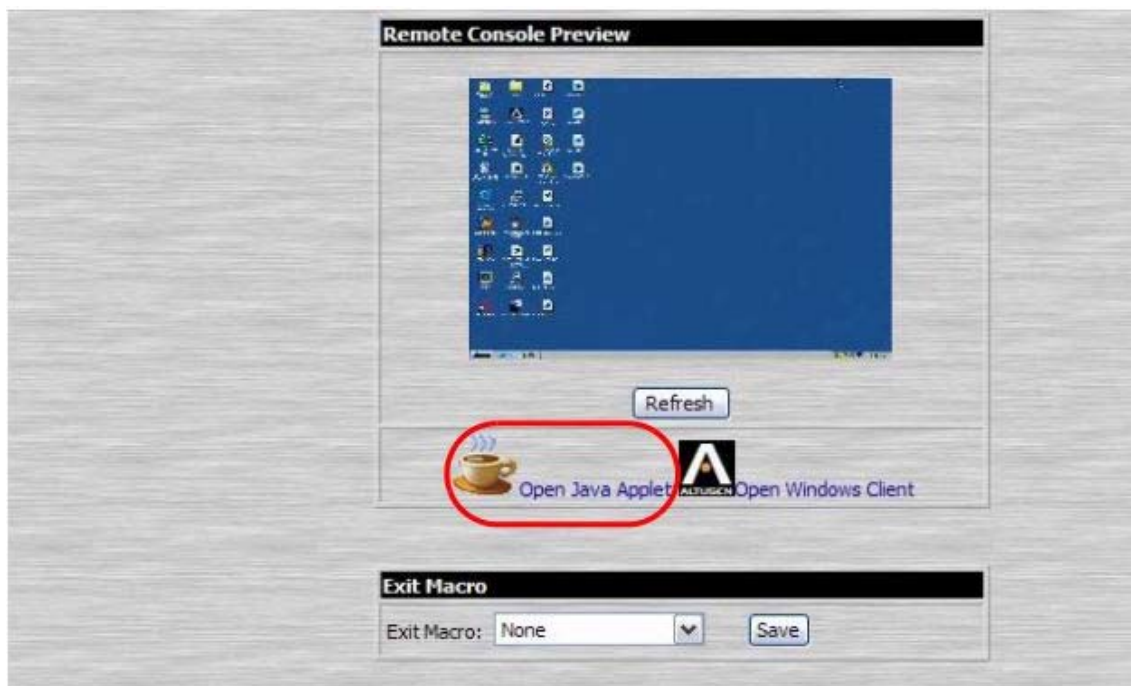 Remote Console Preview
Refresh
Open Java Applet
ALTUSEN
Open Windows Client
Exit Macro
Exit Macro:
None
Save